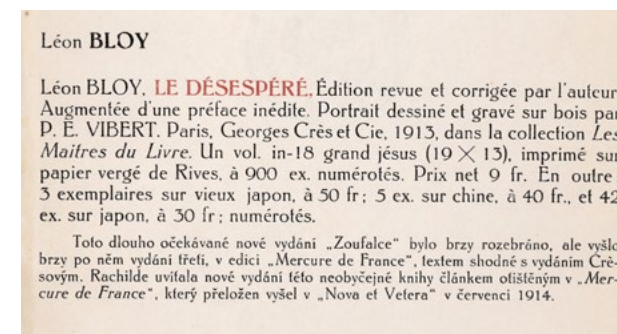 Léon BLOY
Léon BLOY. LE DÉSESPÉRÉ. Édition revue et corrigée par l'auteur.
Augmentée d'une préface inédite. Portrait dessiné et gravé sur bois par
P. E. VIBERT. Paris, Georges Crès et Cie, 1913, dans la collection Les
Maîtres du Livre. Un vol. in-18 grand jésus (19 × 13), imprimé sur
papier vergé de Rives, à 900 ex. numérotés. Prix net 9 fr. En outre
3 exemplaires sur vieux japon, à 50 fr; 5 ex. sur chine, à 40 fr., et 42
ex. sur japon, à 30 fr; numérotés.
Toto dlouho očekávané nové vydání „Zoufalce“ bylo brzy rozebráno, ale vyšlo
brzy po něm vydání třetí, v edici „Mercure de France“, textem shodné s vydáním Crè-
sovým. Rachilde uvítala nové vydání této neobyčejné knihy článkem otištěným v „Mer-
cure de France“, který přeložen vyšel v „Nova et Vetera“ v červenci 1914.